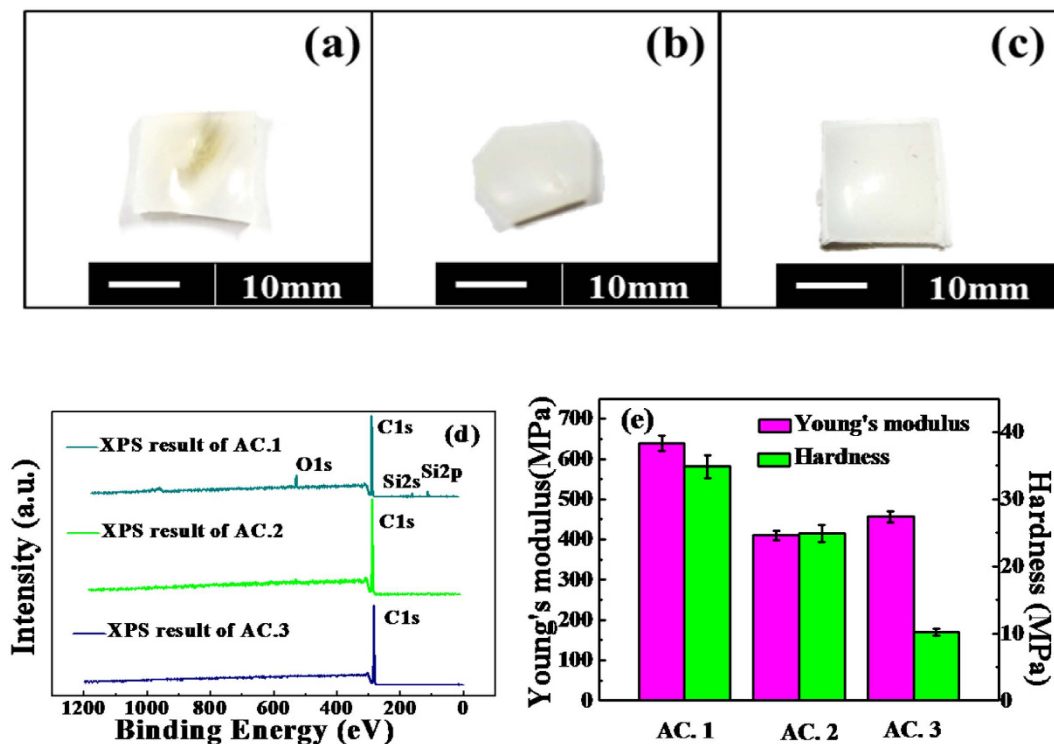 (a)
(b)
(c)
10mm
10mm
10mm
(d)
XPS result of AC.1
C1s
O1s
Si2s
Si2p
XPS result of AC.2
C1s
XPS result of AC.3
C1s
Intensity (a.u.)
1200 1000 800 600 400 200 0
Binding Energy (eV)
(e)
Young's modulus
Hardness
Young's modulus(MPa)
700
600
500
400
300
200
100
0
Hardness (MPa)
40
30
20
10
0
AC. 1 AC. 2 AC. 3